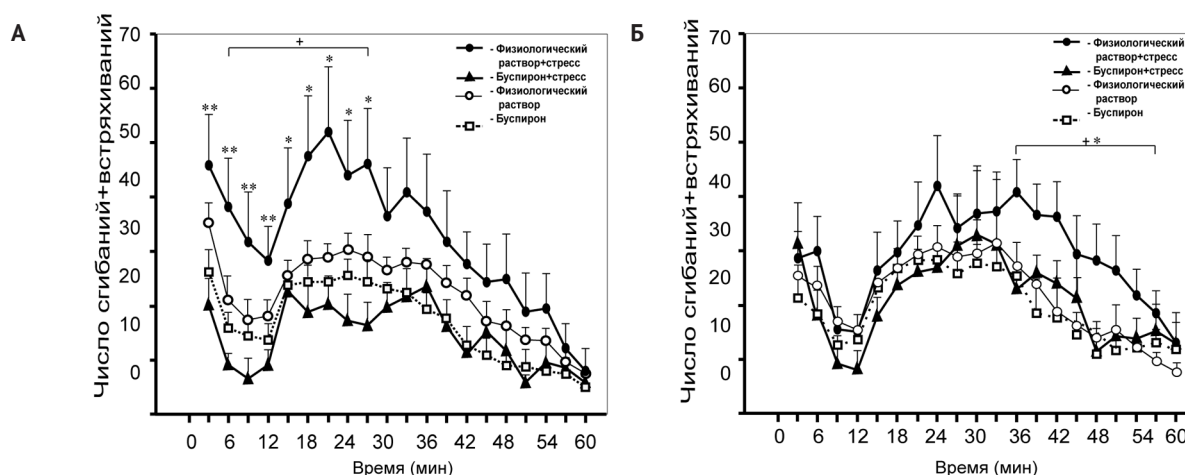 А
Число сгибаний+встряхиваний
70
60
50
40
30
20
10
0
+
** ** ** ** * * * * *
- Физиологический
раствор+стресс
- Буспирон+стресс
- Физиологический
раствор
- Буспирон
0 6 12 18 24 30 36 42 48 54 60
Время (мин)
Б
Число сгибаний+встряхиваний
70
60
50
40
30
20
10
0
+ *
- Физиологический
раствор+стресс
- Буспирон+стресс
- Физиологический
раствор
- Буспирон
0 6 12 18 24 30 36 42 48 54 60
Время (мин)